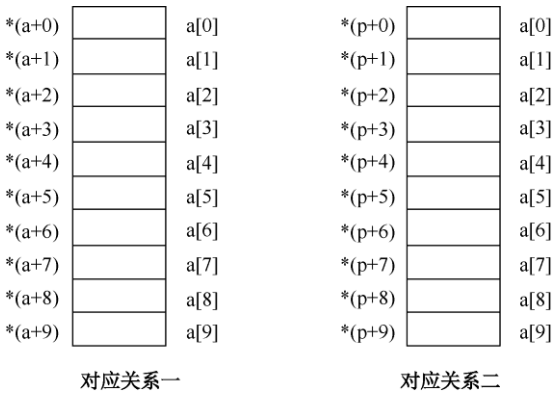 *(a+0) a[0] *(p+0) a[0]
*(a+1) a[1] *(p+1) a[1]
*(a+2) a[2] *(p+2) a[2]
*(a+3) a[3] *(p+3) a[3]
*(a+4) a[4] *(p+4) a[4]
*(a+5) a[5] *(p+5) a[5]
*(a+6) a[6] *(p+6) a[6]
*(a+7) a[7] *(p+7) a[7]
*(a+8) a[8] *(p+8) a[8]
*(a+9) a[9] *(p+9) a[9]
对应关系一 对应关系二